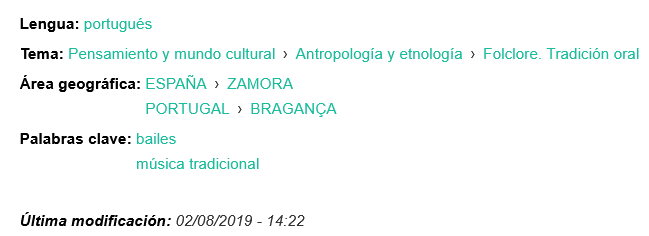 Lengua: portugués
Tema: Pensamiento y mundo cultural › Antropología y etnología › Folclore. Tradición oral
Área geográfica: ESPAÑA › ZAMORA
PORTUGAL › BRAGANÇA
Palabras clave: bailes
música tradicional
Última modificación: 02/08/2019 - 14:22